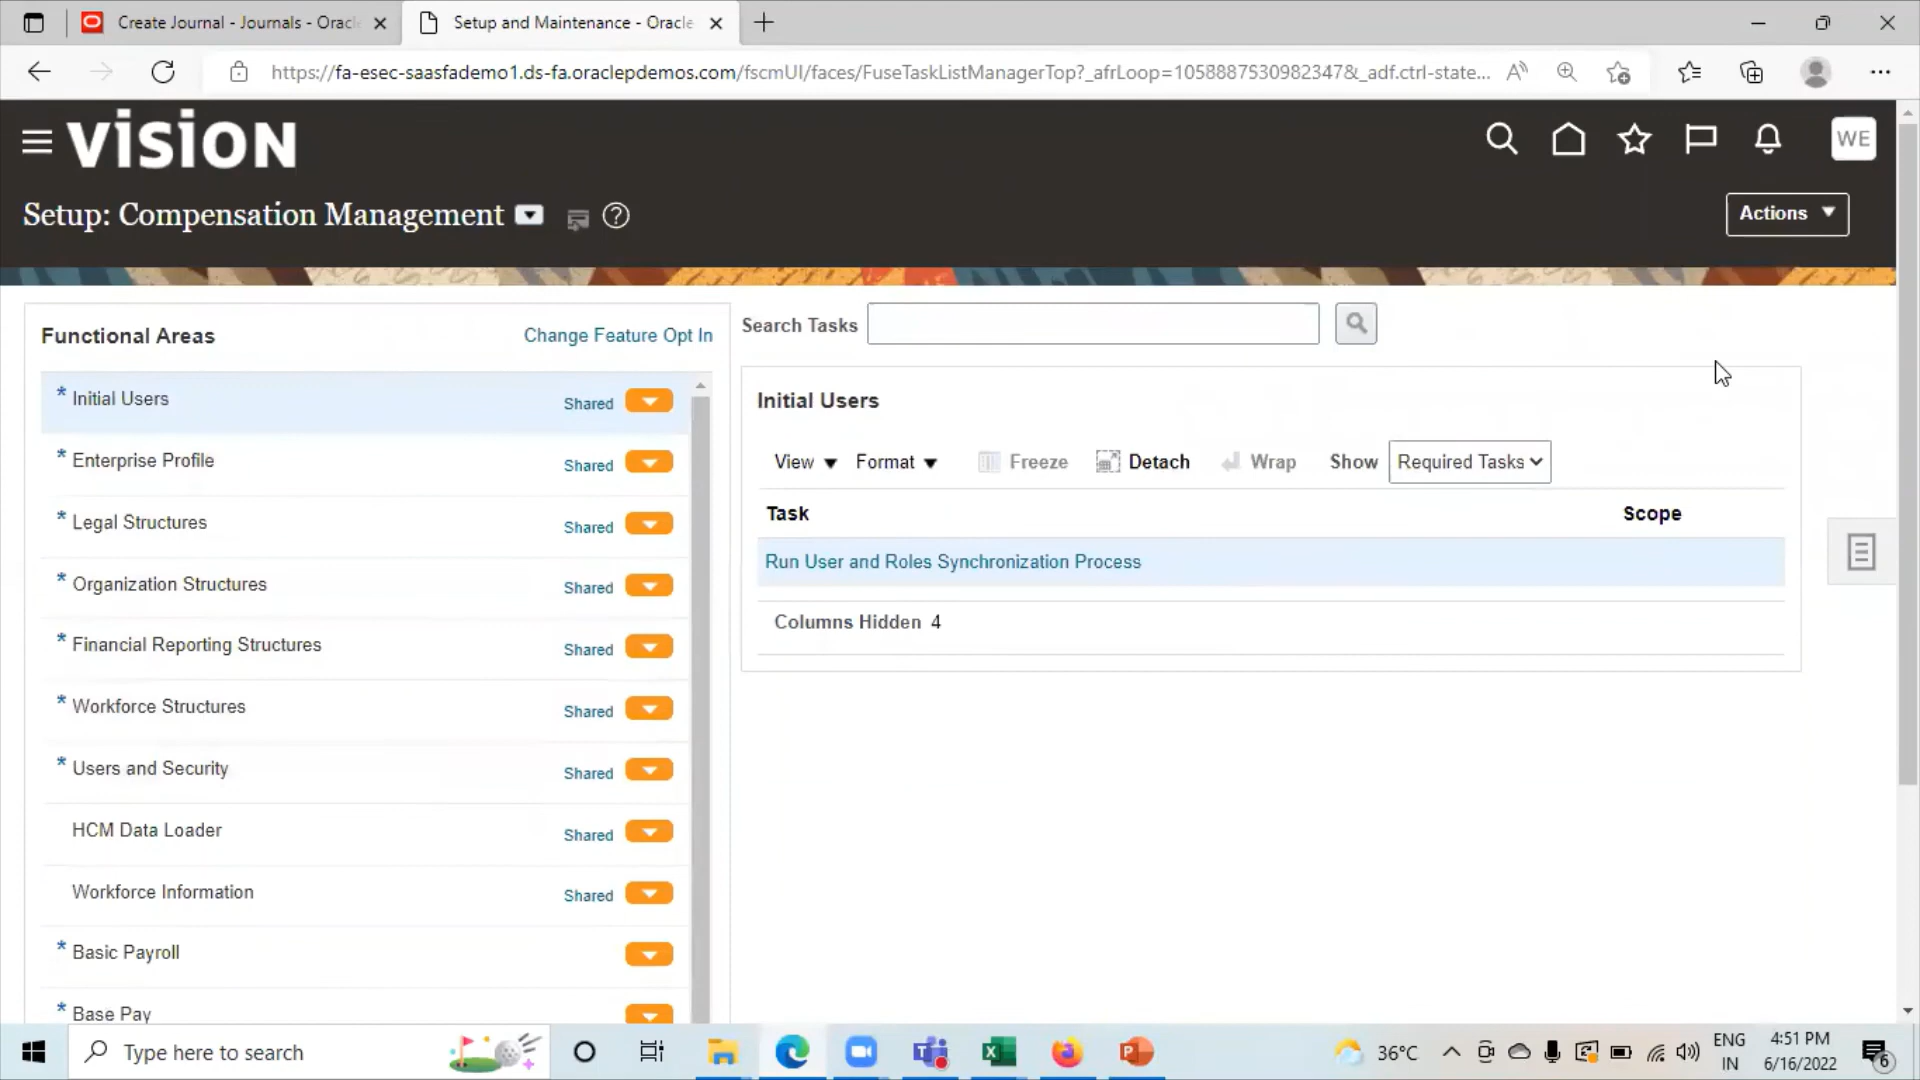 Create Journal - Journals - Oracl
Setup and Maintenance - Oracle
https://fa-esec-saasfademo1.ds-fa.oraclepdemos.com/fscmUI/faces/FuseTaskListManagerTop?_afrLoop=1058887530982347&_adf.ctrl-state...
VISION
WE
Setup: Compensation Management
Actions
Functional Areas
Change Feature Opt In
* Initial Users Shared
* Enterprise Profile Shared
* Legal Structures Shared
* Organization Structures Shared
* Financial Reporting Structures Shared
* Workforce Structures Shared
* Users and Security Shared
HCM Data Loader Shared
Workforce Information Shared
* Basic Payroll
* Base Pay
Search Tasks
Initial Users
View Format Freeze Detach Wrap Show Required Tasks
Task Scope
Run User and Roles Synchronization Process
Columns Hidden 4
Type here to search
36°C
ENG
IN
4:51 PM
6/16/2022
6